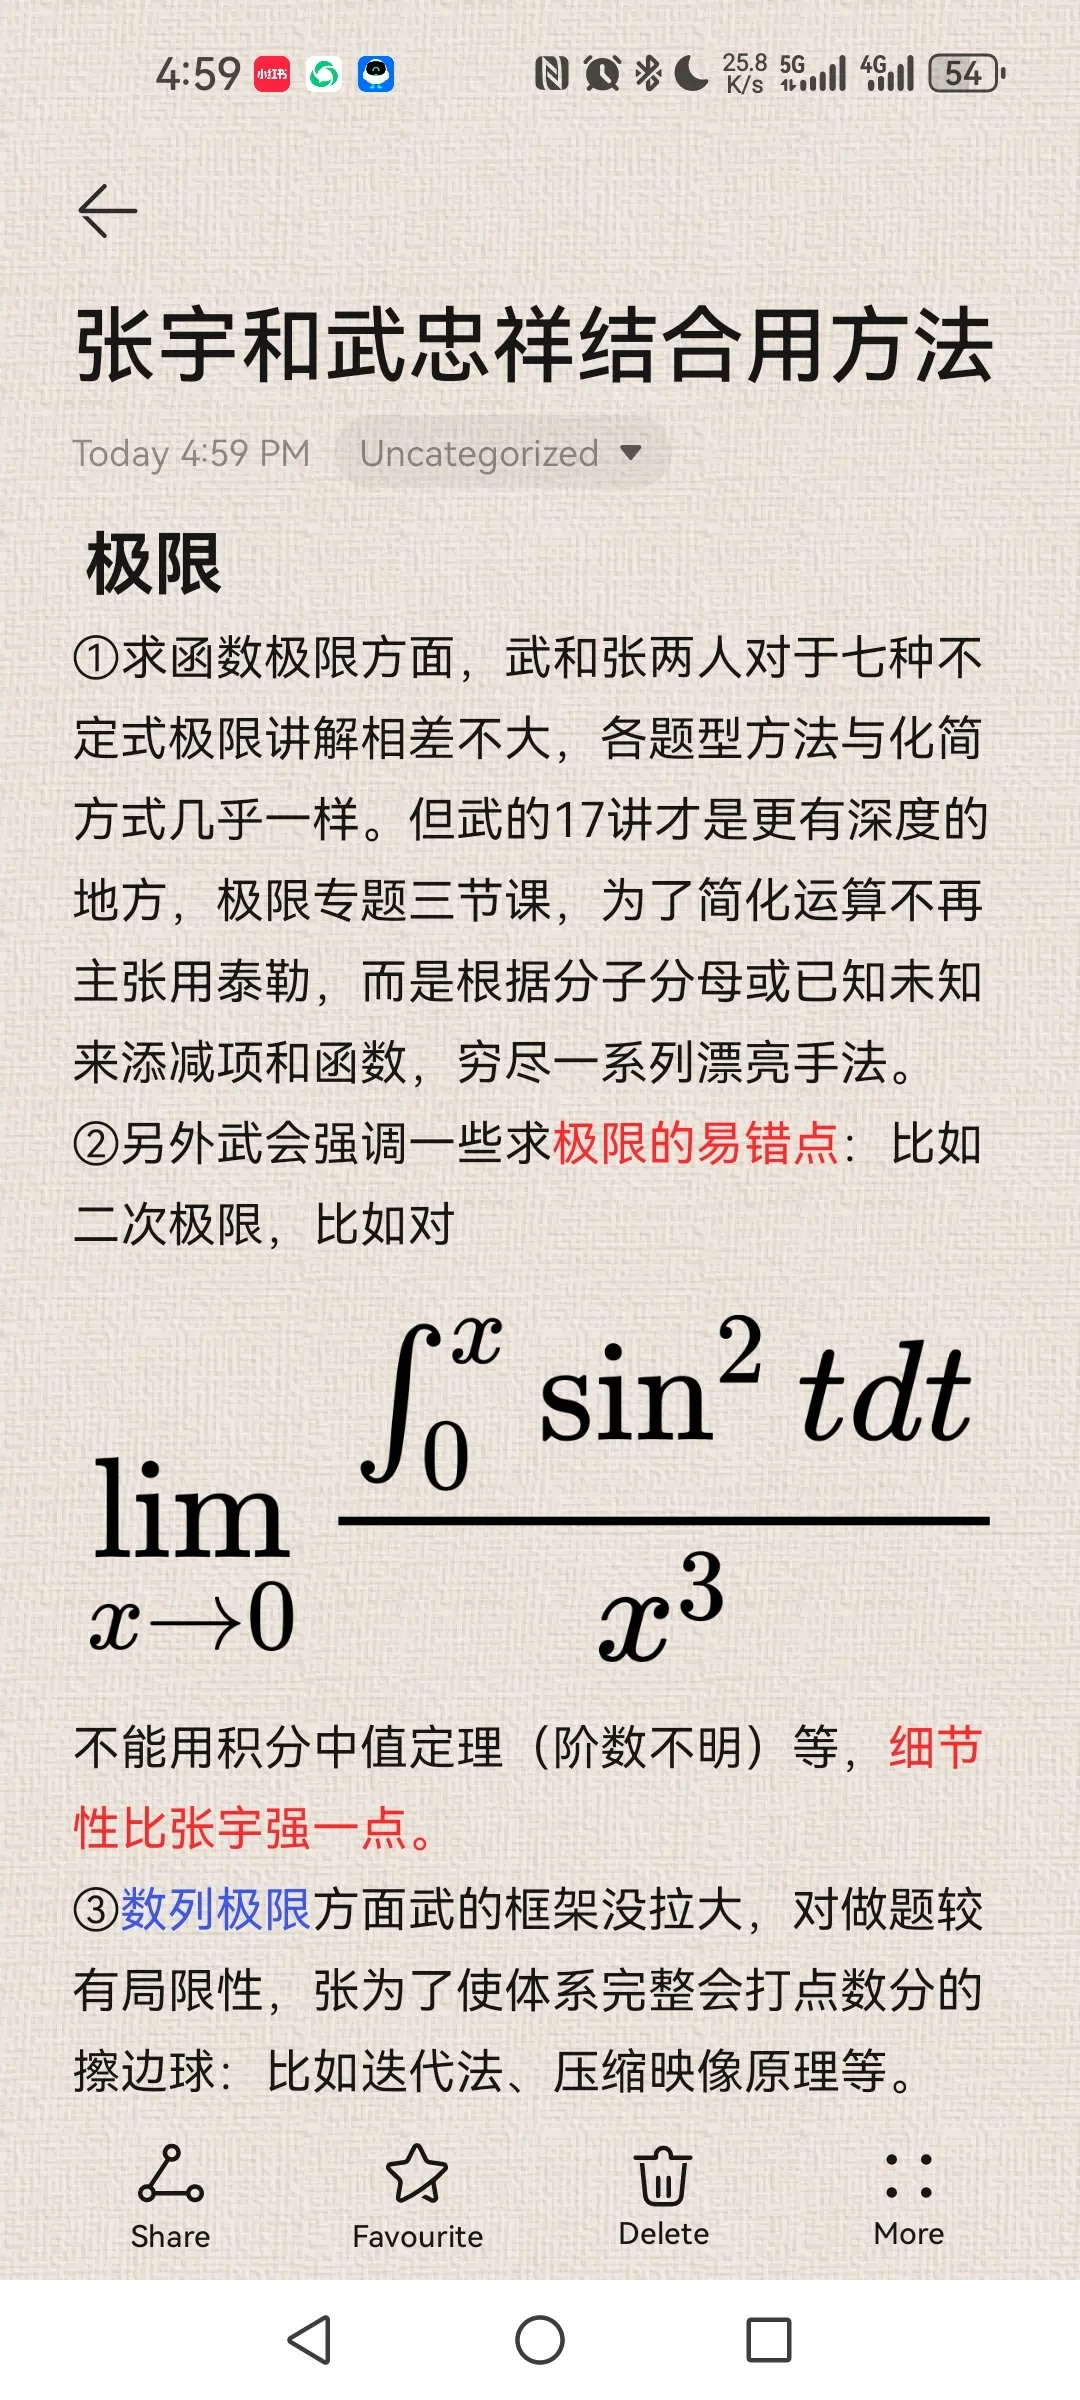 4:59 小红书 25.8 K/s 5G 4G 54
张宇和武忠祥结合用方法
Today 4:59 PM Uncategorized
极限
①求函数极限方面，武和张两人对于七种不
定式极限讲解相差不大，各题型方法与化简
方式几乎一样。但武的17讲才是更有深度的
地方，极限专题三节课，为了简化运算不再
主张用泰勒，而是根据分子分母或已知未知
来添减项和函数，穷尽一系列漂亮手法。
②另外武会强调一些求极限的易错点：比如
二次极限，比如对
\lim_{x \to 0} \frac{\int_0^x \sin^2 t dt}{x^3}
不能用积分中值定理（阶数不明）等，细节
性比张宇强一点。
③数列极限方面武的框架没拉大，对做题较
有局限性，张为了使体系完整会打点数分的
擦边球：比如迭代法、压缩映像原理等。
Share Favourite Delete More